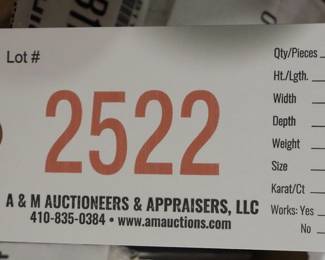 Lot #
2522
A & M AUCTIONEERS & APPRAISERS, LLC
410-835-0384 • www.amauctions.com
Qty/Pieces
Ht./Lgth.
Width
Depth
Weight
Size
Karat/Ct
Works: Yes
No